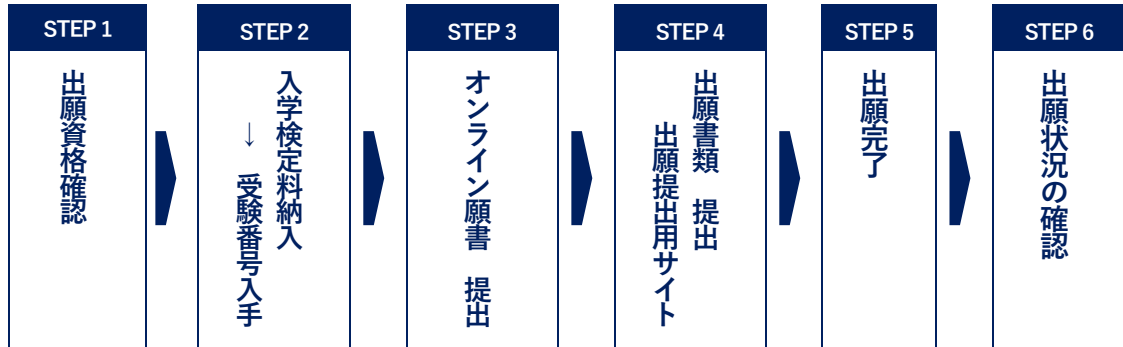 STEP 1
出願資格確認
STEP 2
入学検定料納入
→ 受験番号入手
STEP 3
オンライン願書 提出
STEP 4
出願書類 提出
出願提出用サイト
STEP 5
出願完了
STEP 6
出願状況の確認